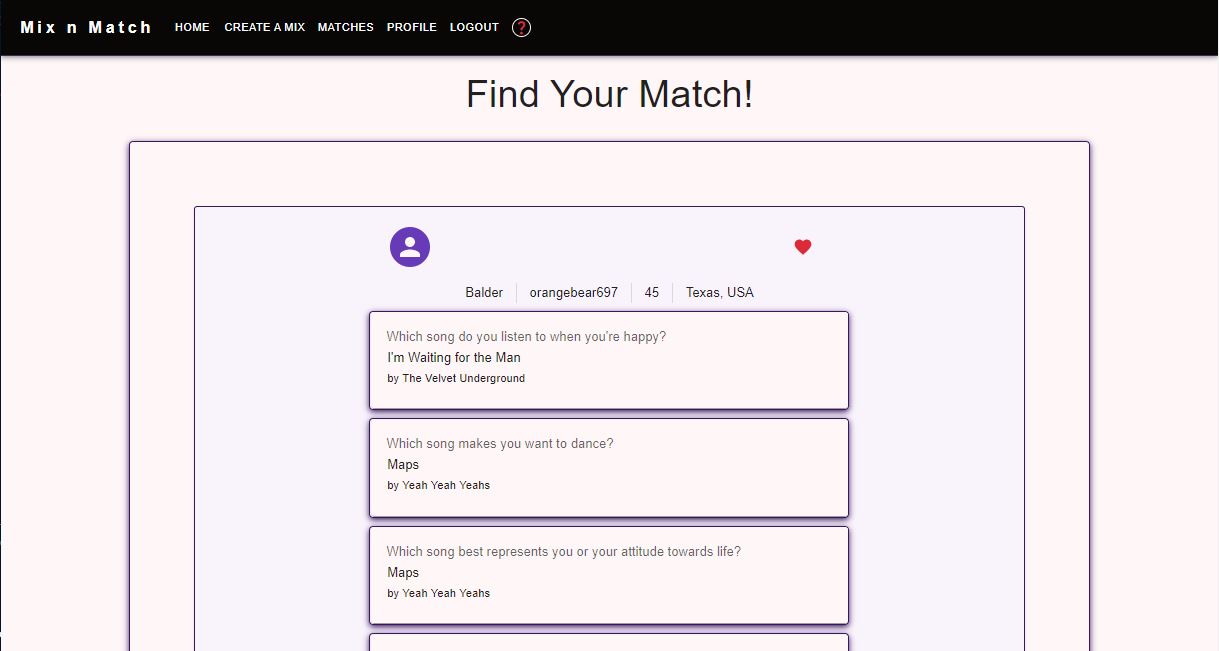 Mix n Match HOME CREATE A MIX MATCHES PROFILE LOGOUT ?
Find Your Match!
Balder orangebear697 45 Texas, USA
Which song do you listen to when you're happy?
I'm Waiting for the Man
by The Velvet Underground
Which song makes you want to dance?
Maps
by Yeah Yeah Yeahs
Which song best represents you or your attitude towards life?
Maps
by Yeah Yeah Yeahs